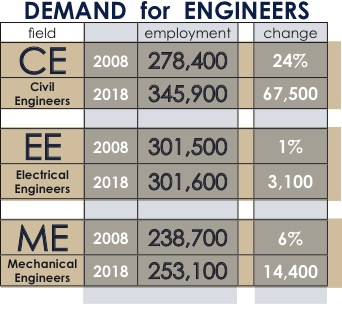 DEMAND for ENGINEERS
field employment change
CE 2008 278,400 24%
Civil Engineers 2018 345,900 67,500
EE 2008 301,500 1%
Electrical Engineers 2018 301,600 3,100
ME 2008 238,700 6%
Mechanical Engineers 2018 253,100 14,400